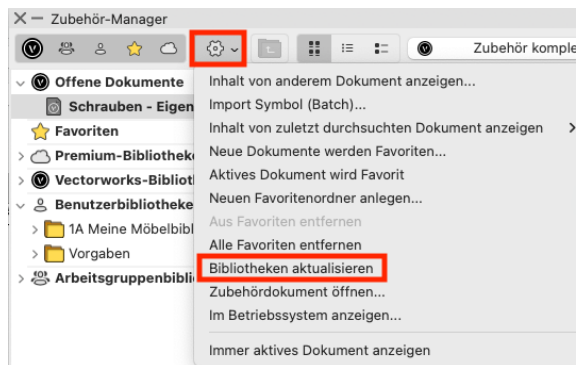 Zubehör-Manager
Zubehör komple
Offene Dokumente
Schrauben - Eigen
Favoriten
Premium-Bibliothek
Vectorworks-Bibliot
Benutzerbibliotheke
1A Meine Möbelbibl
Vorgaben
Arbeitsgruppenbibli
Inhalt von anderem Dokument anzeigen...
Import Symbol (Batch)...
Inhalt von zuletzt durchsuchten Dokument anzeigen
Neue Dokumente werden Favoriten...
Aktives Dokument wird Favorit
Neuen Favoritenordner anlegen...
Aus Favoriten entfernen
Alle Favoriten entfernen
Bibliotheken aktualisieren
Zubehördokument öffnen...
Im Betriebssystem anzeigen...
Immer aktives Dokument anzeigen